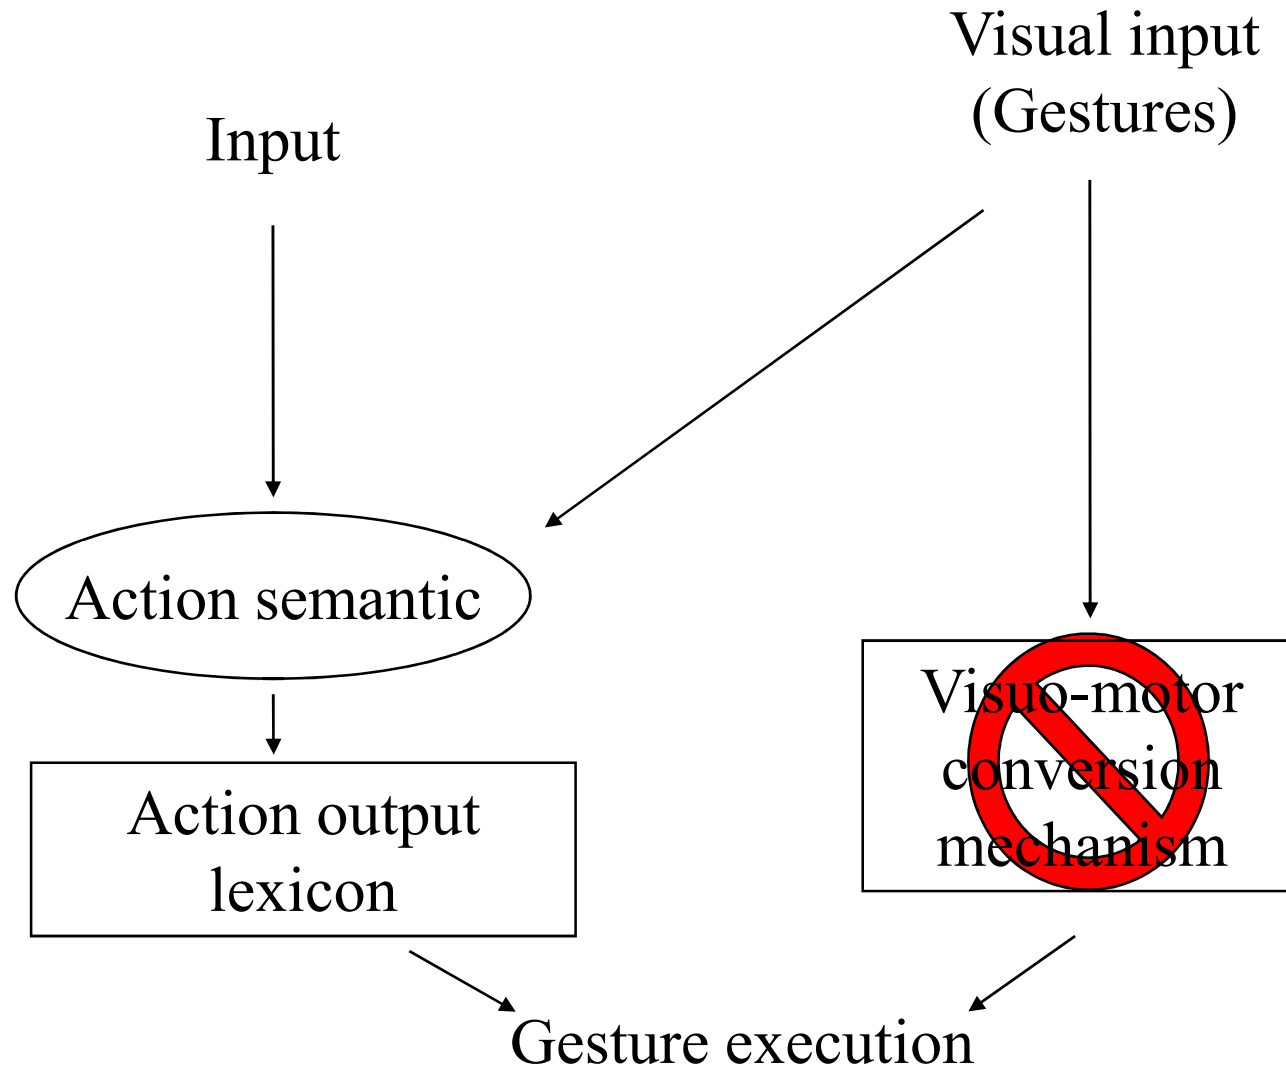 Visual input
(Gestures)
Input
Action semantic
Visuo-motor
conversion
mechanism
Action output
lexicon
Gesture execution